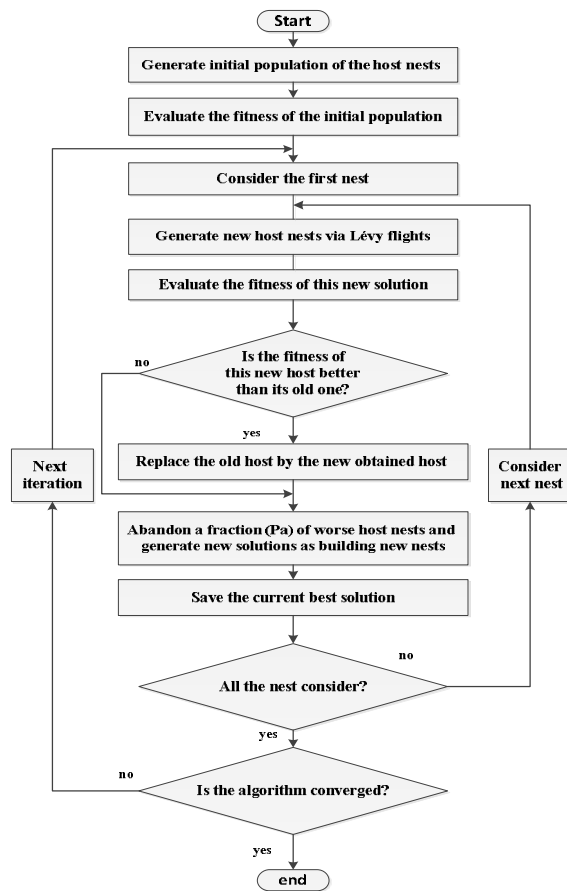 Start
Generate initial population of the host nests
Evaluate the fitness of the initial population
Consider the first nest
Generate new host nests via Lévy flights
Evaluate the fitness of this new solution
no
Is the fitness of
this new host better
than its old one?
yes
Replace the old host by the new obtained host
Next
iteration
Consider
next nest
Abandon a fraction (Pa) of worse host nests and
generate new solutions as building new nests
Save the current best solution
no
All the nest consider?
yes
no
Is the algorithm converged?
yes
end